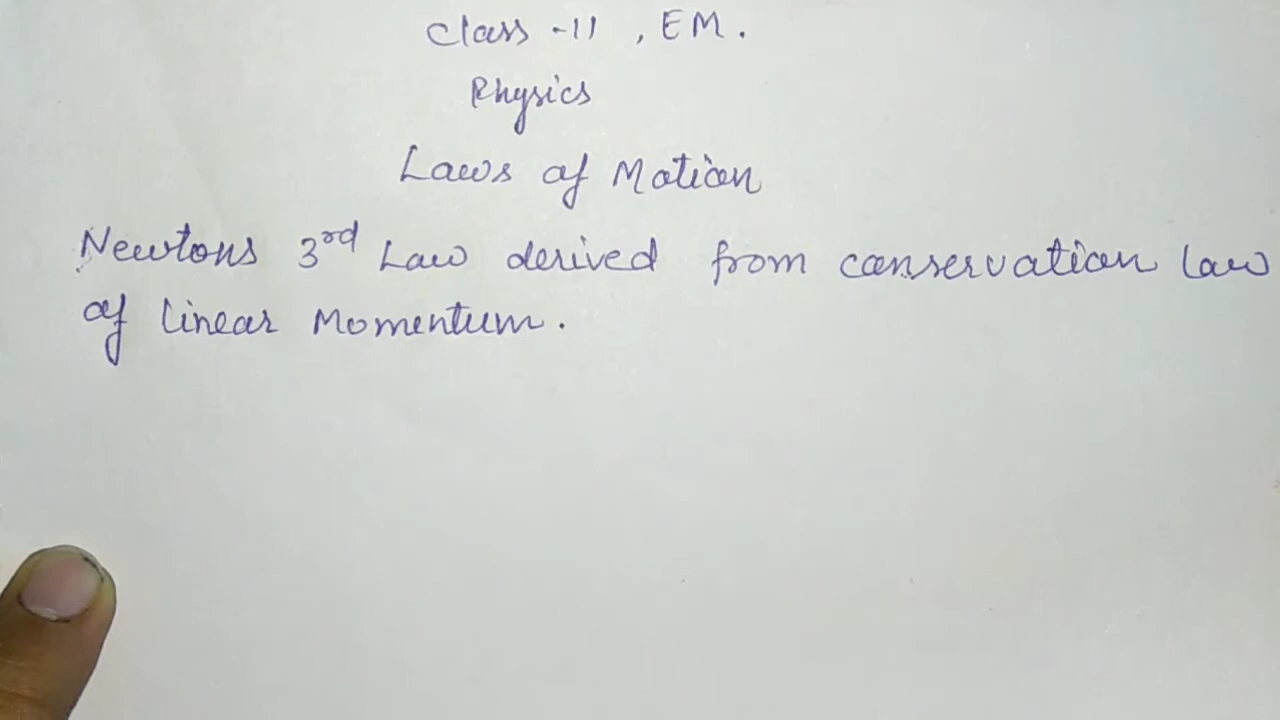 Class -11 , EM.
Physics
Laws of Motion
Newtons 3rd Law derived from conservation law
of linear Momentum.